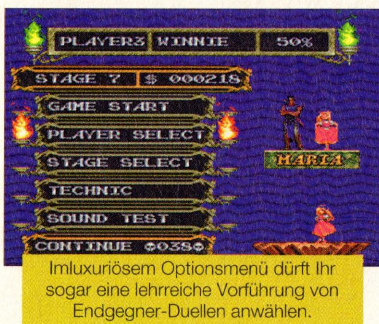 PLAYER3 WINNIE 50%
STAGE 7 $ 000218
GAME START
PLAYER SELECT
STAGE SELECT
TECHNIC
SOUND TEST
CONTINUE 038
MARIA
Imluxuriösem Optionsmenü dürft Ihr
sogar eine lehrreiche Vorführung von
Endgegner-Duellen anwählen.